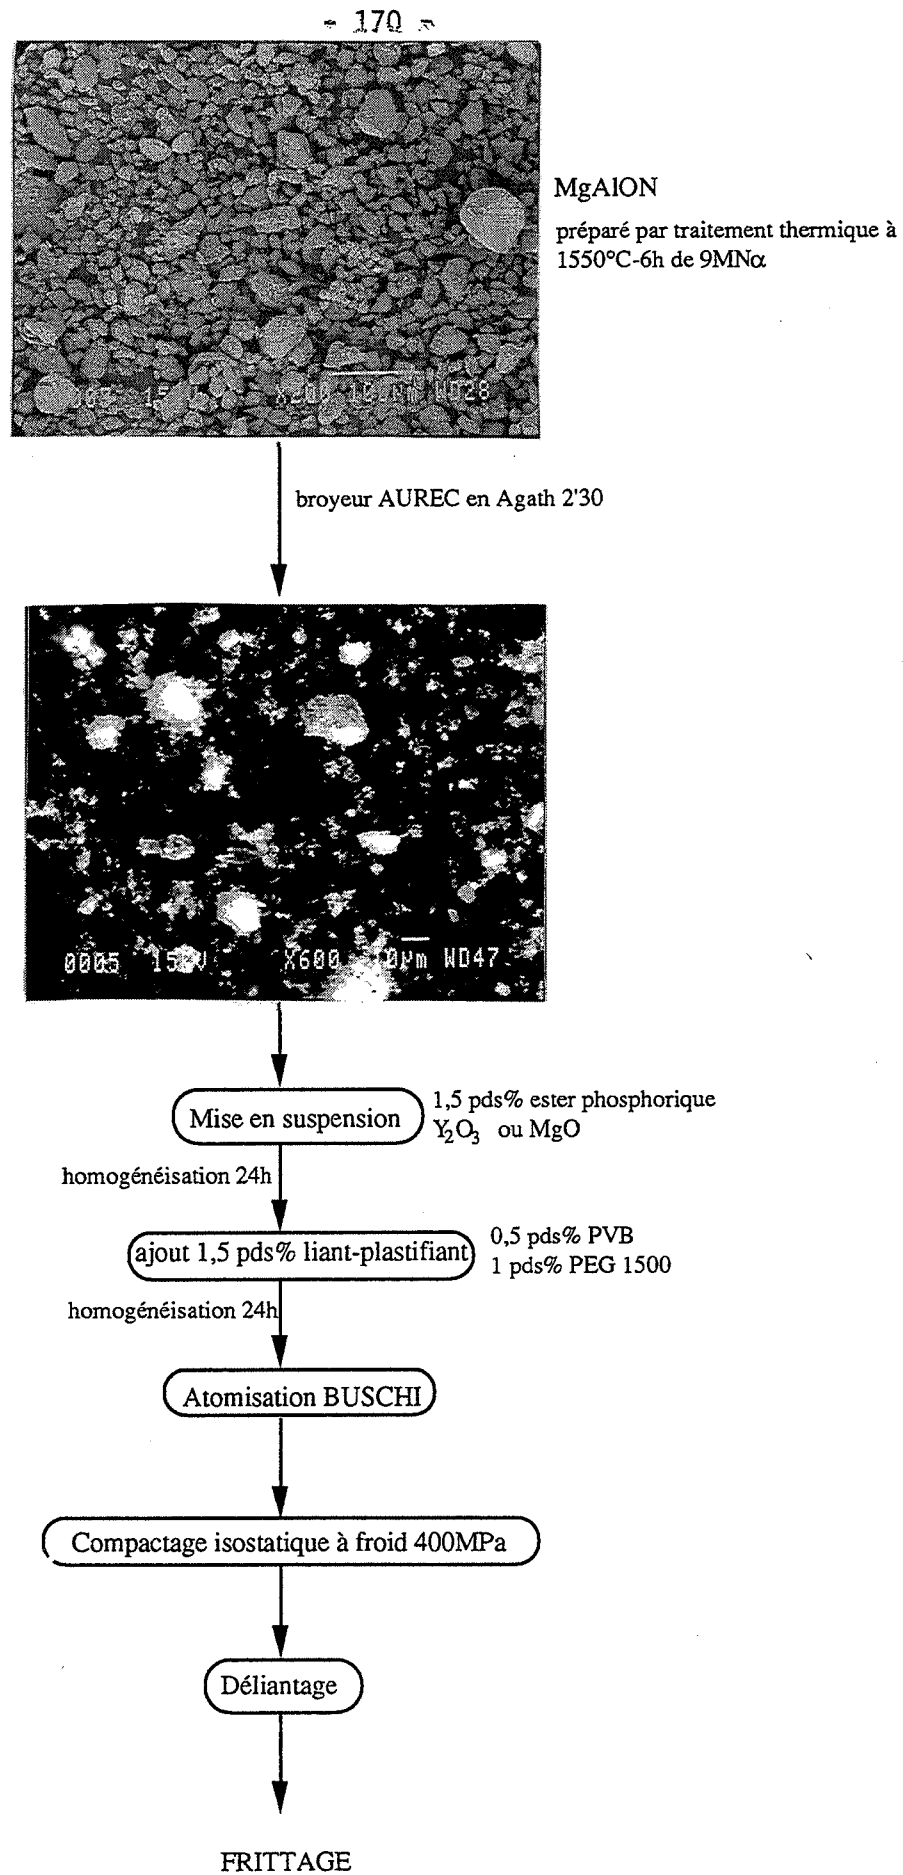 - 170 -
MgAlON
préparé par traitement thermique à
1550°C-6h de 9MNα
X200 WD28
broyeur AUREC en Agath 2'30
0005 15KV X600 10µm WD47
Mise en suspension
1,5 pds% ester phosphorique
Y₂O₃ ou MgO
homogénéisation 24h
ajout 1,5 pds% liant-plastifiant
0,5 pds% PVB
1 pds% PEG 1500
homogénéisation 24h
Atomisation BUSCHI
Compactage isostatique à froid 400MPa
Déliantage
FRITTAGE